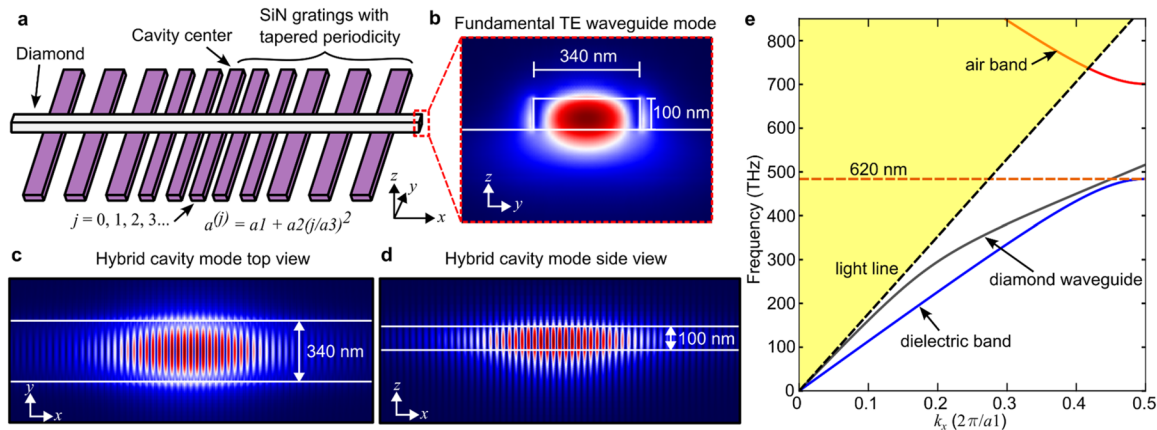 a
Diamond
Cavity center
SiN gratings with
tapered periodicity
j = 0, 1, 2, 3...
a(j) = a1 + a2(j/a3)2
z
y
x
b
Fundamental TE waveguide mode
340 nm
100 nm
z
y
c
Hybrid cavity mode top view
340 nm
y
x
d
Hybrid cavity mode side view
100 nm
z
x
e
Frequency (THz)
800
700
600
500
400
300
200
100
0
air band
620 nm
light line
diamond waveguide
dielectric band
0
0.1
0.2
0.3
0.4
0.5
kx (2π/a1)